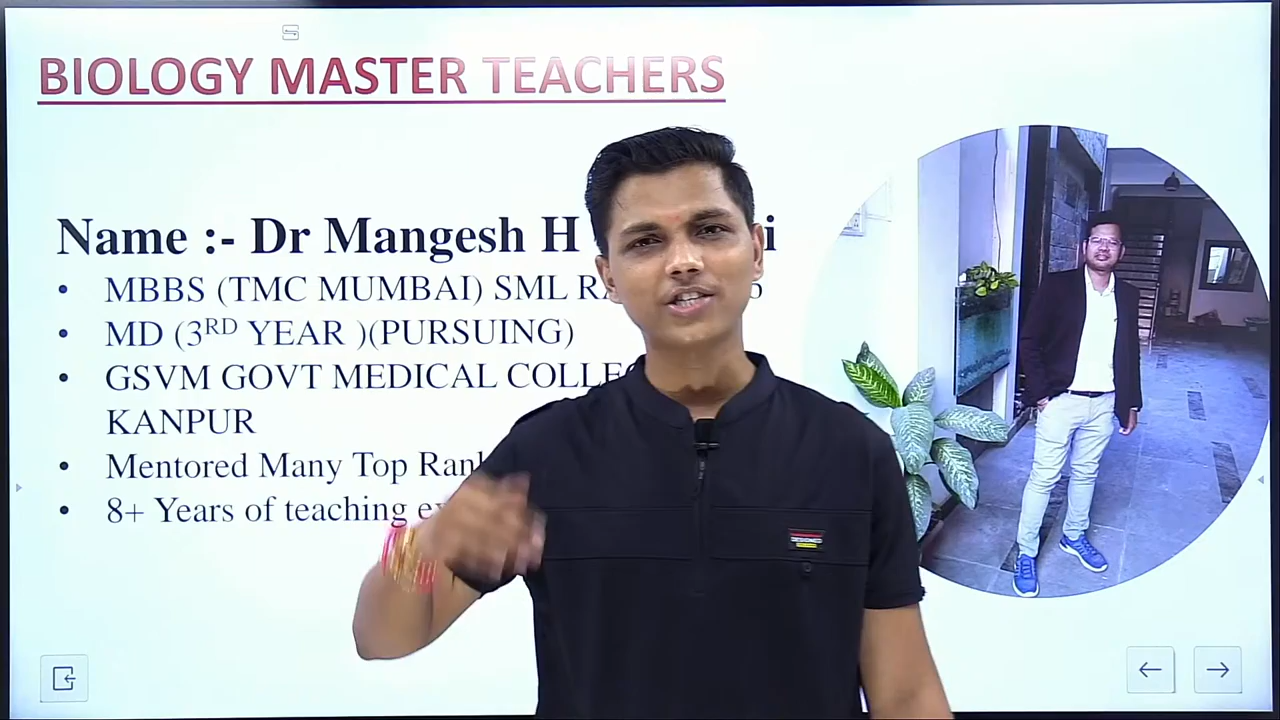 BIOLOGY MASTER TEACHERS
Name :- Dr Mangesh H
• MBBS (TMC MUMBAI) SML
• MD (3RD YEAR )(PURSUING)
• GSVM GOVT MEDICAL
KANPUR
• Mentored Many Top
• 8+ Years of teaching
DESIGNED